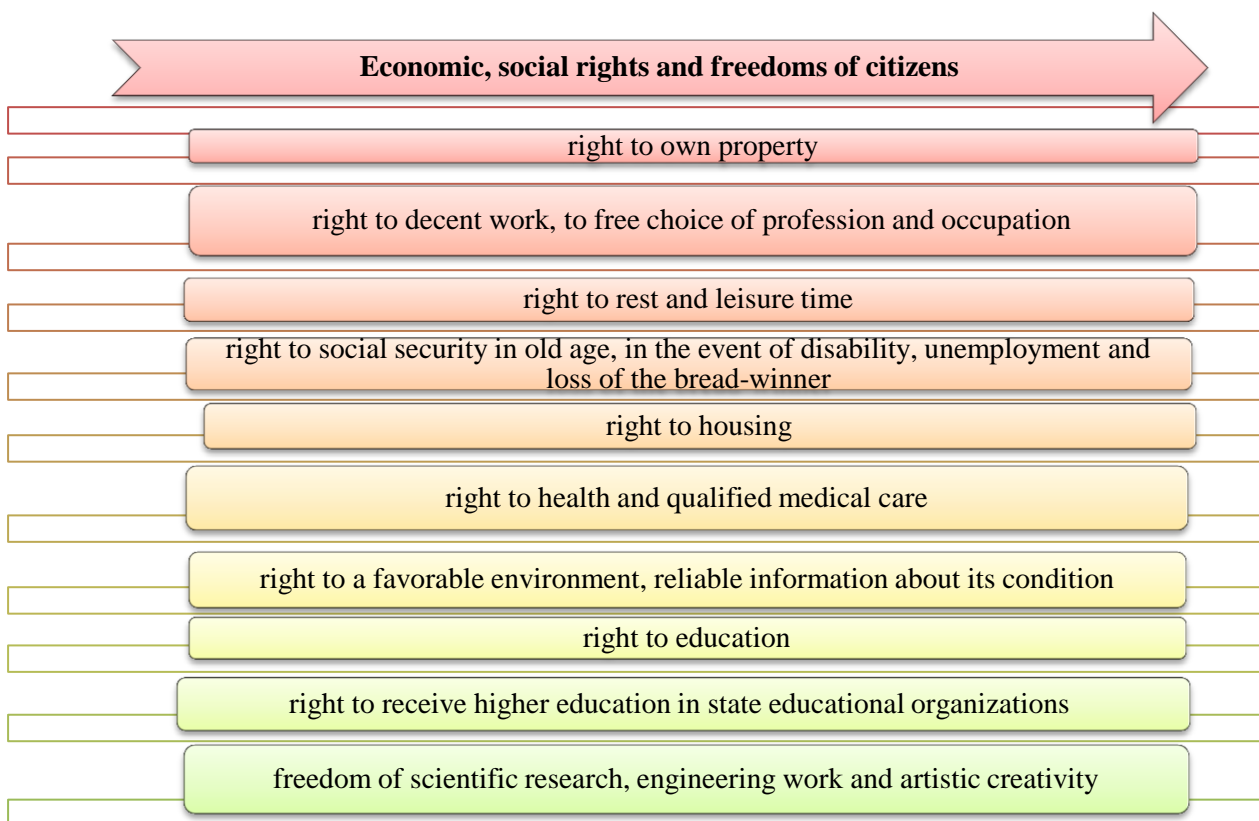 Economic, social rights and freedoms of citizens
right to own property
right to decent work, to free choice of profession and occupation
right to rest and leisure time
right to social security in old age, in the event of disability, unemployment and
loss of the bread-winner
right to housing
right to health and qualified medical care
right to a favorable environment, reliable information about its condition
right to education
right to receive higher education in state educational organizations
freedom of scientific research, engineering work and artistic creativity